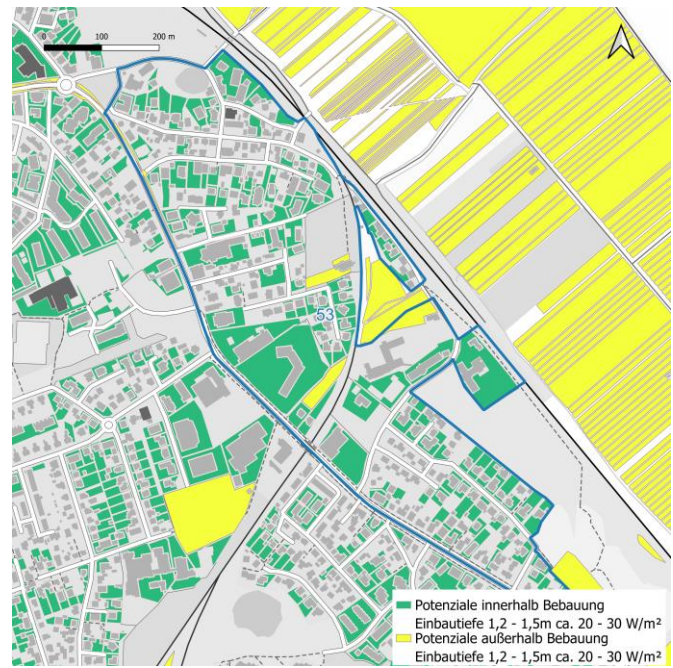 0 100 200 m
53
Potenziale innerhalb Bebauung
Einbautiefe 1,2 - 1,5m ca. 20 - 30 W/m²
Potenziale außerhalb Bebauung
Einbautiefe 1,2 - 1,5m ca. 20 - 30 W/m²